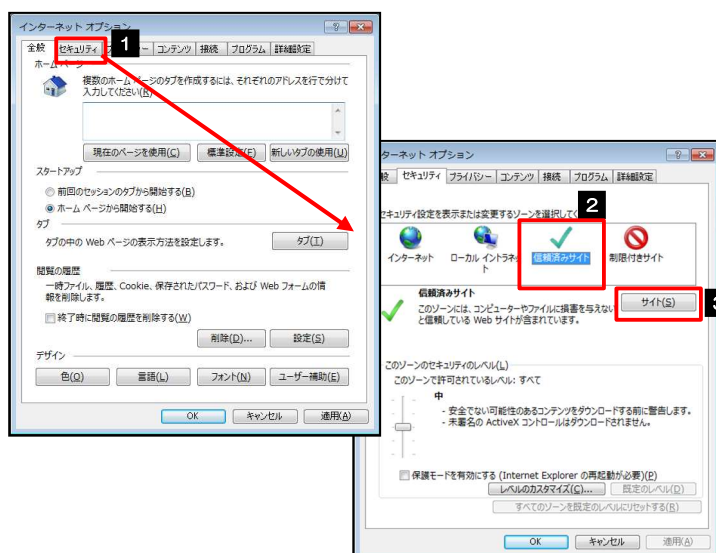 インターネット オプション
全般 セキュリティ コンテンツ 接続 プログラム 詳細設定
1
ホーム ページ
複数のホーム ページのタブを作成するには、それぞれのアドレスを行で分けて
入力してください(R)
現在のページを使用(C) 標準設定(F) 新しいタブの使用(U)
スタートアップ
前回のセッションのタブから開始する(B)
ホーム ページから開始する(H)
タブ
タブの中の Web ページの表示方法を設定します。 タブ(T)
閲覧の履歴
一時ファイル、履歴、Cookie、保存されたパスワード、および Web フォームの情
報を削除します。
終了時に閲覧の履歴を削除する(W)
削除(D)... 設定(S)
デザイン
色(O) 言語(L) フォント(N) ユーザー補助(E)
OK キャンセル 適用(A)
ターネット オプション
セキュリティ プライバシー コンテンツ 接続 プログラム 詳細設定
セキュリティ設定を表示または変更するゾーンを選択して
2
インターネット ローカル イントラネッ 信頼済みサイト 制限付きサイト
ト
信頼済みサイト
このゾーンには、コンピューターやファイルに損害を与えない
と信頼している Web サイトが含まれています。
サイト(S)
3
このゾーンのセキュリティのレベル(L)
このゾーンで許可されているレベル: すべて
中
- 安全でない可能性のあるコンテンツをダウンロードする前に警告します。
- 未署名の ActiveX コントロールはダウンロードされません。
保護モードを有効にする (Internet Explorer の再起動が必要)(P)
レベルのカスタマイズ(C)... 既定のレベル(D)
すべてのゾーンを既定のレベルにリセットする(R)
OK キャンセル 適用(A)